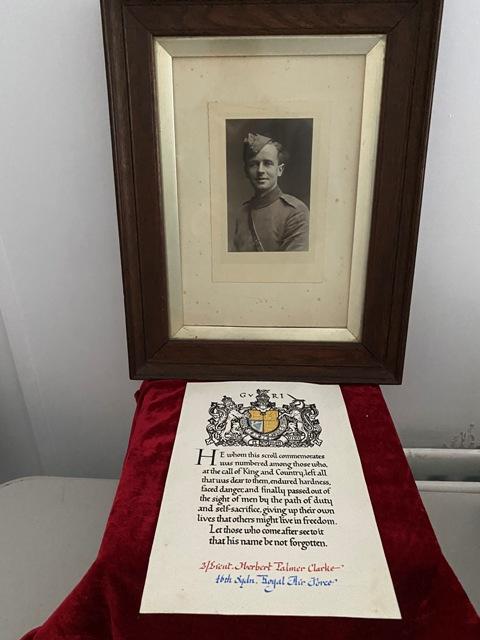 G V R I
HE whom this scroll commemorates
was numbered among those who,
at the call of King and Country, left all
that was dear to them, endured hardness,
faced danger, and finally passed out of
the sight of men by the path of duty
and self-sacrifice, giving up their own
lives that others might live in freedom.
Let those who come after see to it
that his name be not forgotten.
2/Lieut. Herbert Palmer Clarke
46th Sqdn. Royal Air Force